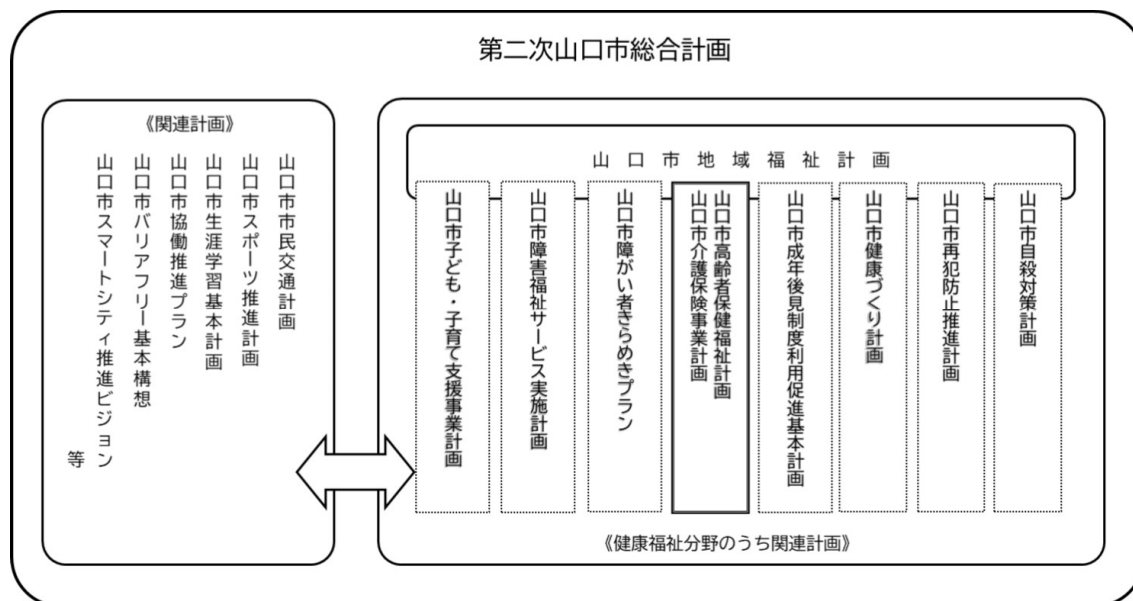 第二次山口市総合計画
《関連計画》
山口市市民交通計画
山口市スポーツ推進計画
山口市生涯学習基本計画
山口市協働推進プラン
山口市バリアフリー基本構想
山口市スマートシティ推進ビジョン
等
山口市地域福祉計画
山口市自殺対策計画
山口市再犯防止推進計画
山口市健康づくり計画
山口市成年後見制度利用促進基本計画
山口市高齢者保健福祉計画
山口市介護保険事業計画
山口市障がい者きらめきプラン
山口市障害福祉サービス実施計画
山口市子ども・子育て支援事業計画
《健康福祉分野のうち関連計画》